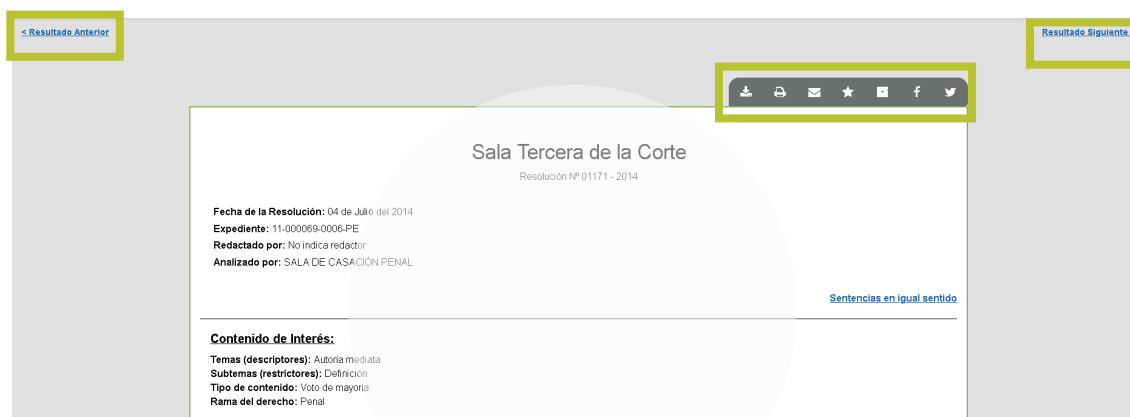 < Resultado Anterior
Resultado Siguiente
Sala Tercera de la Corte
Resolución Nº 01171 - 2014
Fecha de la Resolución: 04 de Julio del 2014
Expediente: 11-000069-0006-PE
Redactado por: No indica redactor
Analizado por: SALA DE CASACIÓN PENAL
Sentencias en igual sentido
Contenido de Interés:
Temas (descriptores): Autoría mediata
Subtemas (restrictores): Definición
Tipo de contenido: Voto de mayoría
Rama del derecho: Penal